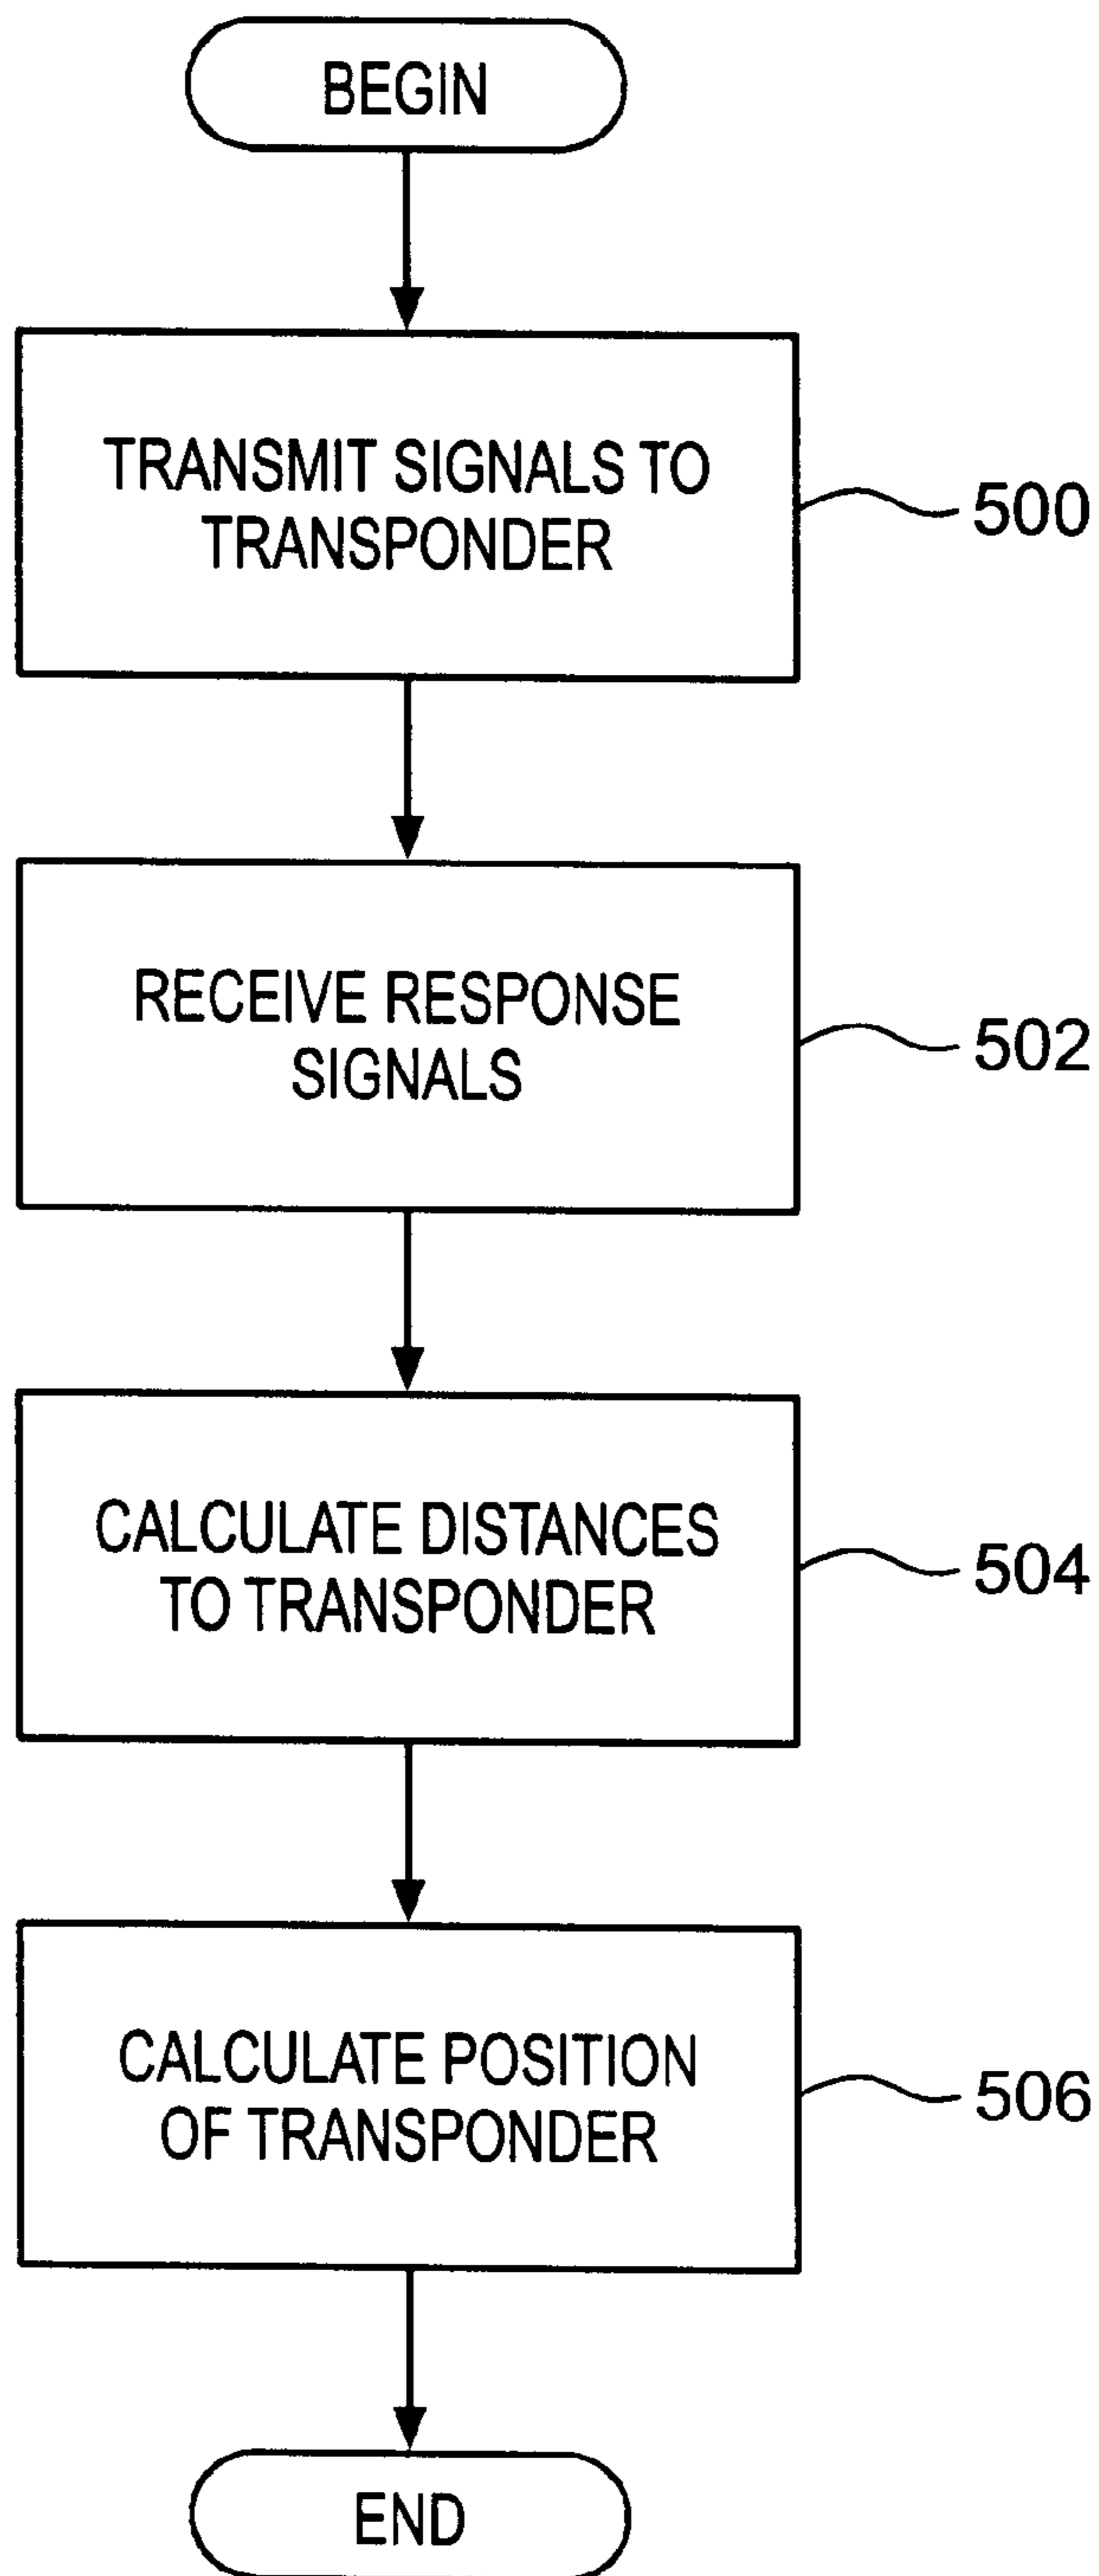 BEGIN
TRANSMIT SIGNALS TO
TRANSPONDER
500
RECEIVE RESPONSE
SIGNALS
502
CALCULATE DISTANCES
TO TRANSPONDER
504
CALCULATE POSITION
OF TRANSPONDER
506
END